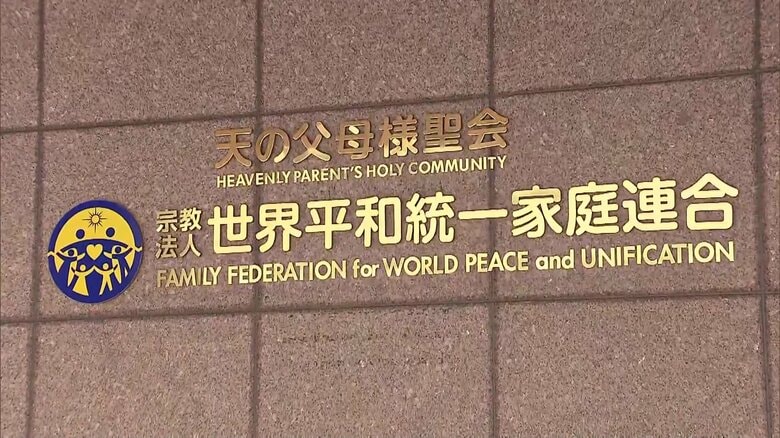 天の父母様聖会
HEAVENLY PARENT'S HOLY COMMUNITY
宗教法人 世界平和統一家庭連合
FAMILY FEDERATION for WORLD PEACE and UNIFICATION